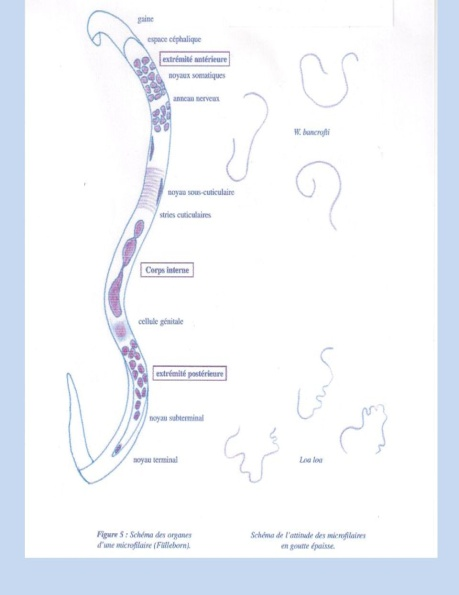 gaine
espace céphalique
extrémité antérieure
noyaux somatiques
anneau nerveux
W. bancrofti
noyau sous-cuticulaire
stries cuticulaires
Corps interne
cellule génitale
extrémité postérieure
noyau subterminal
noyau terminal
Loa loa
Figure 5 : Schéma des organes
d'une microfilaire (Fülleborn).
Schéma de l'attitude des microfilaires
en goutte épaisse.